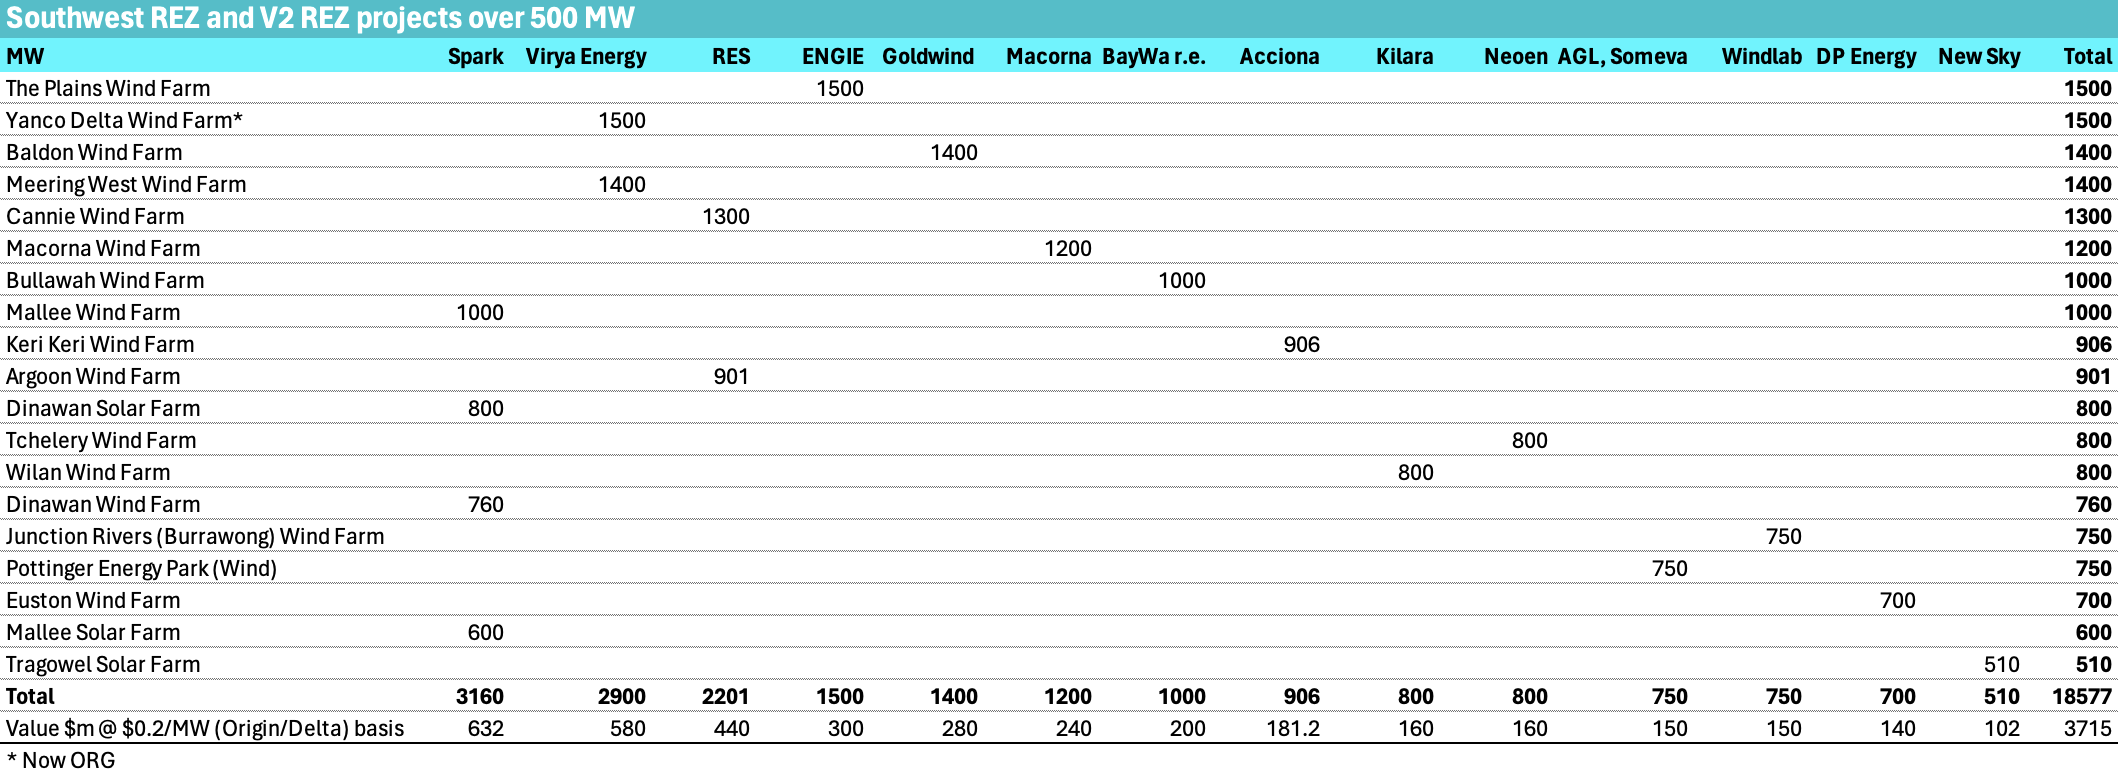 Southwest REZ and V2 REZ projects over 500 MW
MW Spark Virya Energy RES ENGIE Goldwind Macorna BayWa r.e. Acciona Kilara Neoen AGL, Someva Windlab DP Energy New Sky Total
The Plains Wind Farm 1500 1500
Yanco Delta Wind Farm* 1500 1500
Baldon Wind Farm 1400 1400
Meering West Wind Farm 1400 1400
Cannie Wind Farm 1300 1300
Macorna Wind Farm 1200 1200
Bullawah Wind Farm 1000 1000
Mallee Wind Farm 1000 1000
Keri Keri Wind Farm 906 906
Argoon Wind Farm 901 901
Dinawan Solar Farm 800 800
Tchelery Wind Farm 800 800
Wilan Wind Farm 800 800
Dinawan Wind Farm 760 760
Junction Rivers (Burrawong) Wind Farm 750 750
Pottinger Energy Park (Wind) 750 750
Euston Wind Farm 700 700
Mallee Solar Farm 600 600
Tragowel Solar Farm 510 510
Total 3160 2900 2201 1500 1400 1200 1000 906 800 800 750 750 700 510 18577
Value $m @ $0.2/MW (Origin/Delta) basis 632 580 440 300 280 240 200 181.2 160 160 150 150 140 102 3715
* Now ORG